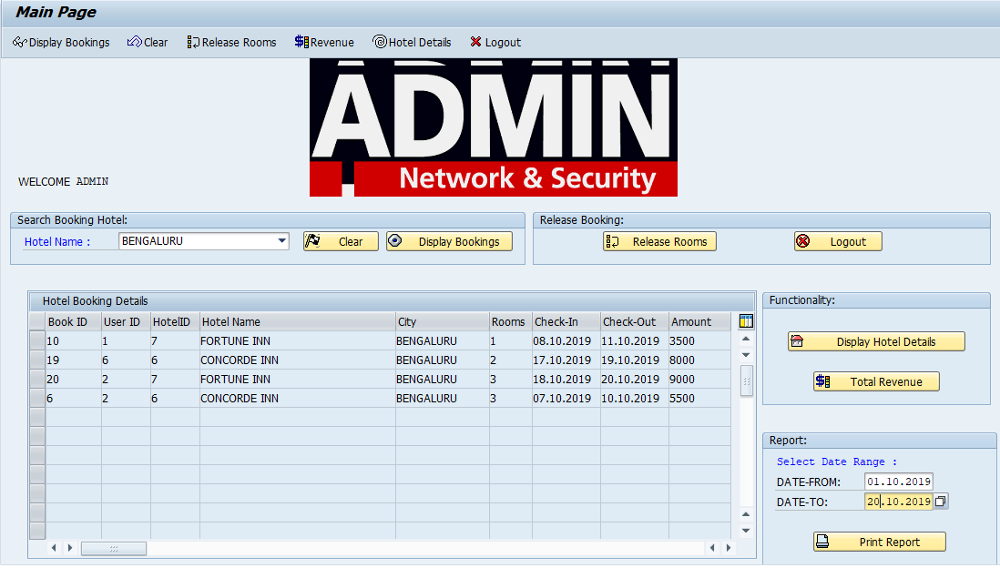 Main Page
Display Bookings Clear Release Rooms Revenue Hotel Details Logout
ADMIN
Network & Security
WELCOME ADMIN
Search Booking Hotel:
Hotel Name : BENGALURU Clear Display Bookings
Release Booking:
Release Rooms Logout
Hotel Booking Details
Book ID User ID HotelID Hotel Name City Rooms Check-In Check-Out Amount
10 1 7 FORTUNE INN BENGALURU 1 08.10.2019 11.10.2019 3500
19 6 6 CONCORDE INN BENGALURU 2 17.10.2019 19.10.2019 8000
20 2 7 FORTUNE INN BENGALURU 3 18.10.2019 20.10.2019 9000
6 2 6 CONCORDE INN BENGALURU 3 07.10.2019 10.10.2019 5500
Functionality:
Display Hotel Details
Total Revenue
Report:
Select Date Range :
DATE-FROM: 01.10.2019
DATE-TO: 20.10.2019
Print Report